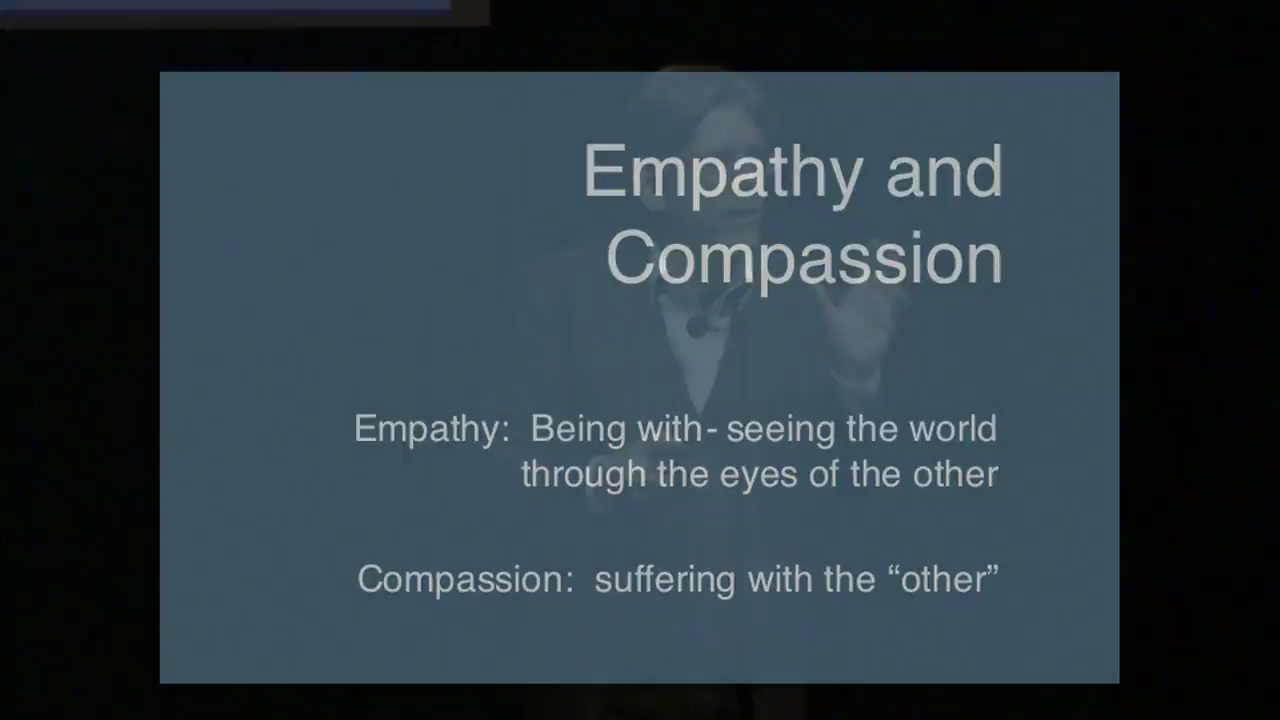 Empathy and
Compassion
Empathy: Being with- seeing the world
through the eyes of the other
Compassion: suffering with the “other”